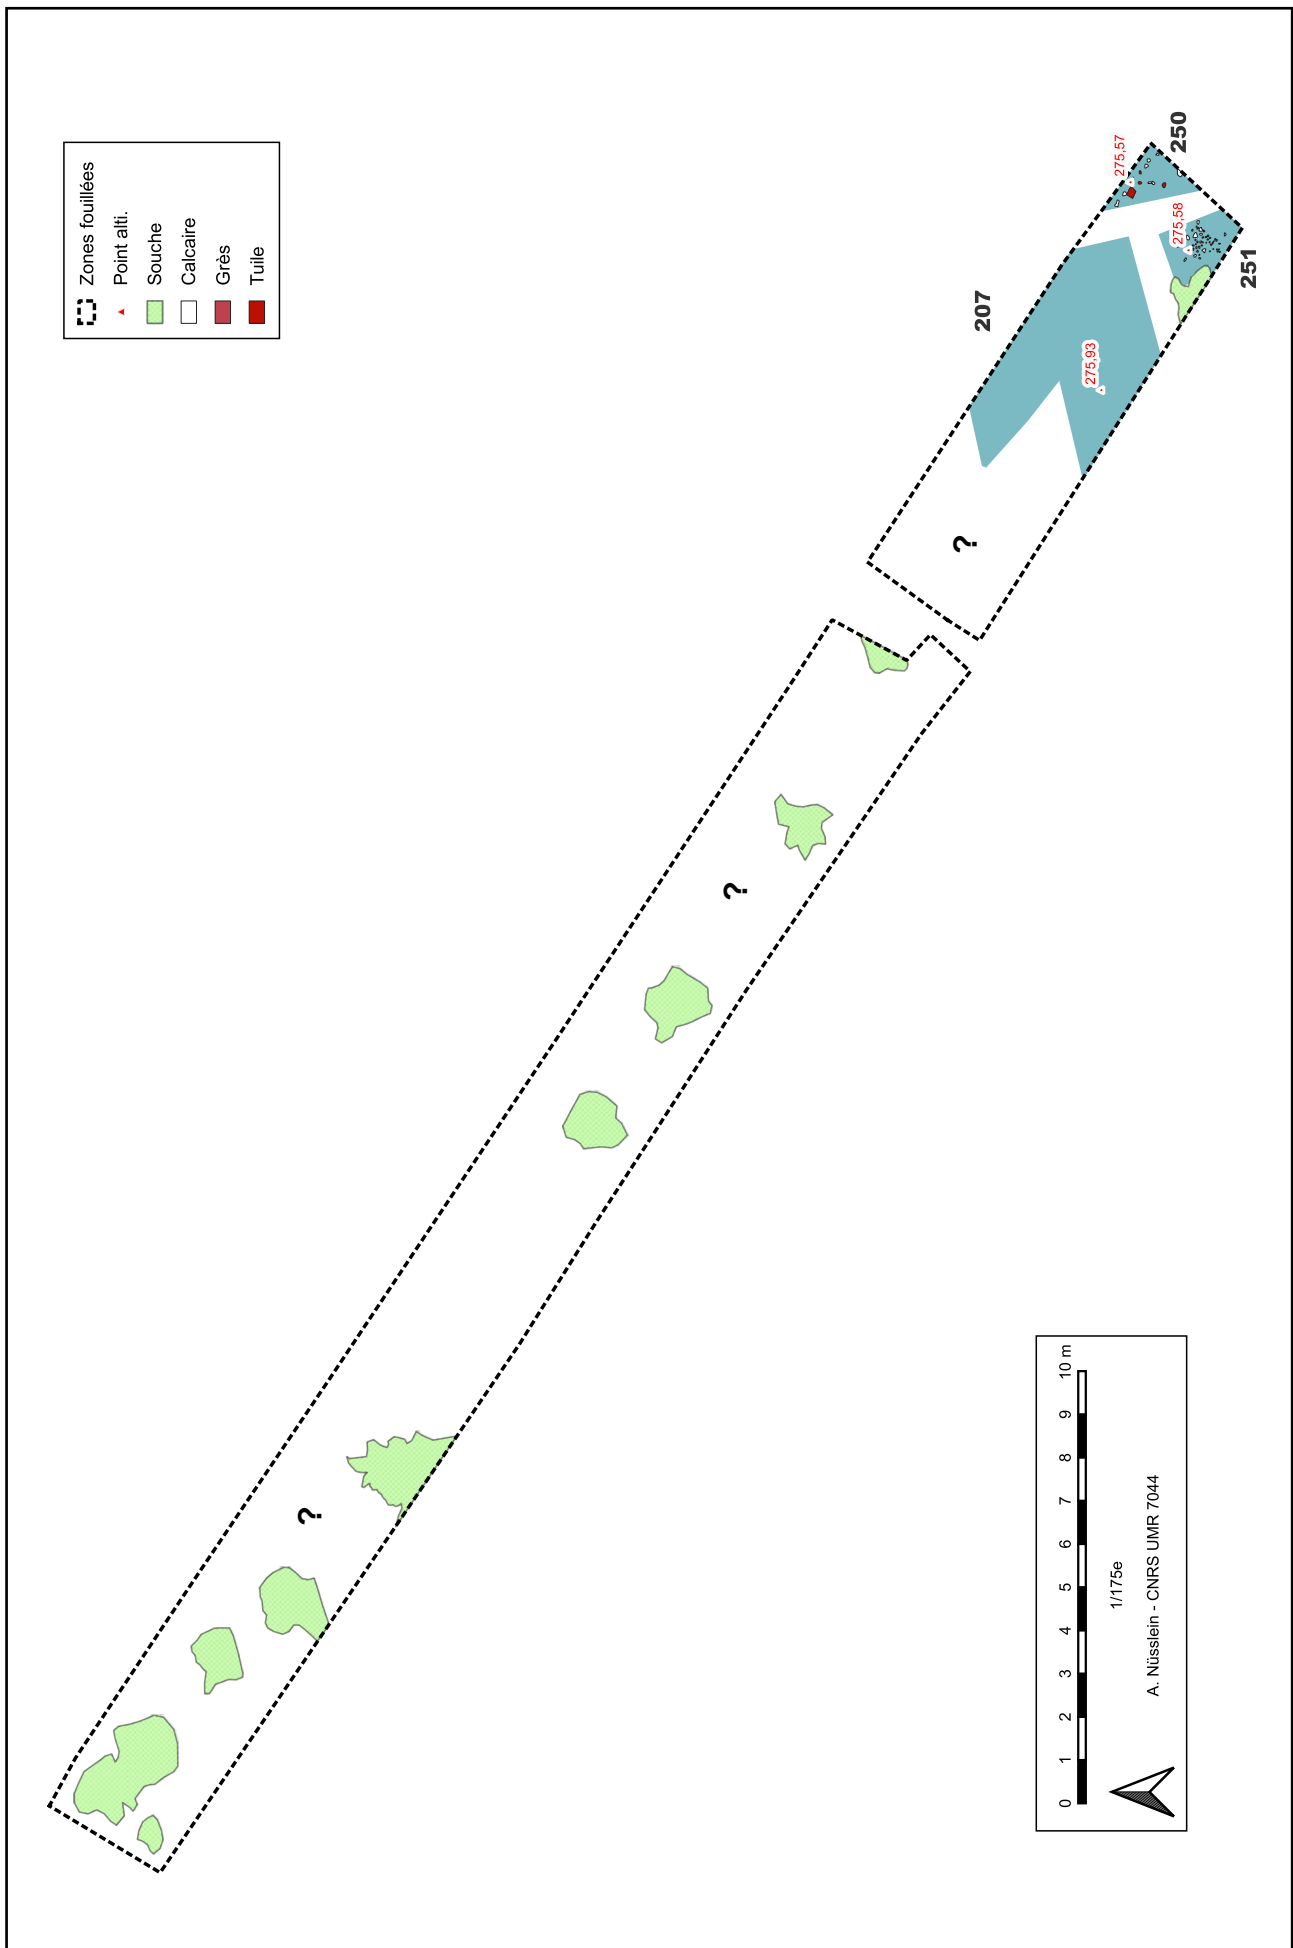 Zones fouillées
Point alti.
Souche
Calcaire
Grès
Tuile
275,57
250
275,58
251
207
275,93
?
?
?
0 1 2 3 4 5 6 7 8 9 10 m
1/175e
A. Nüsslein - CNRS UMR 7044